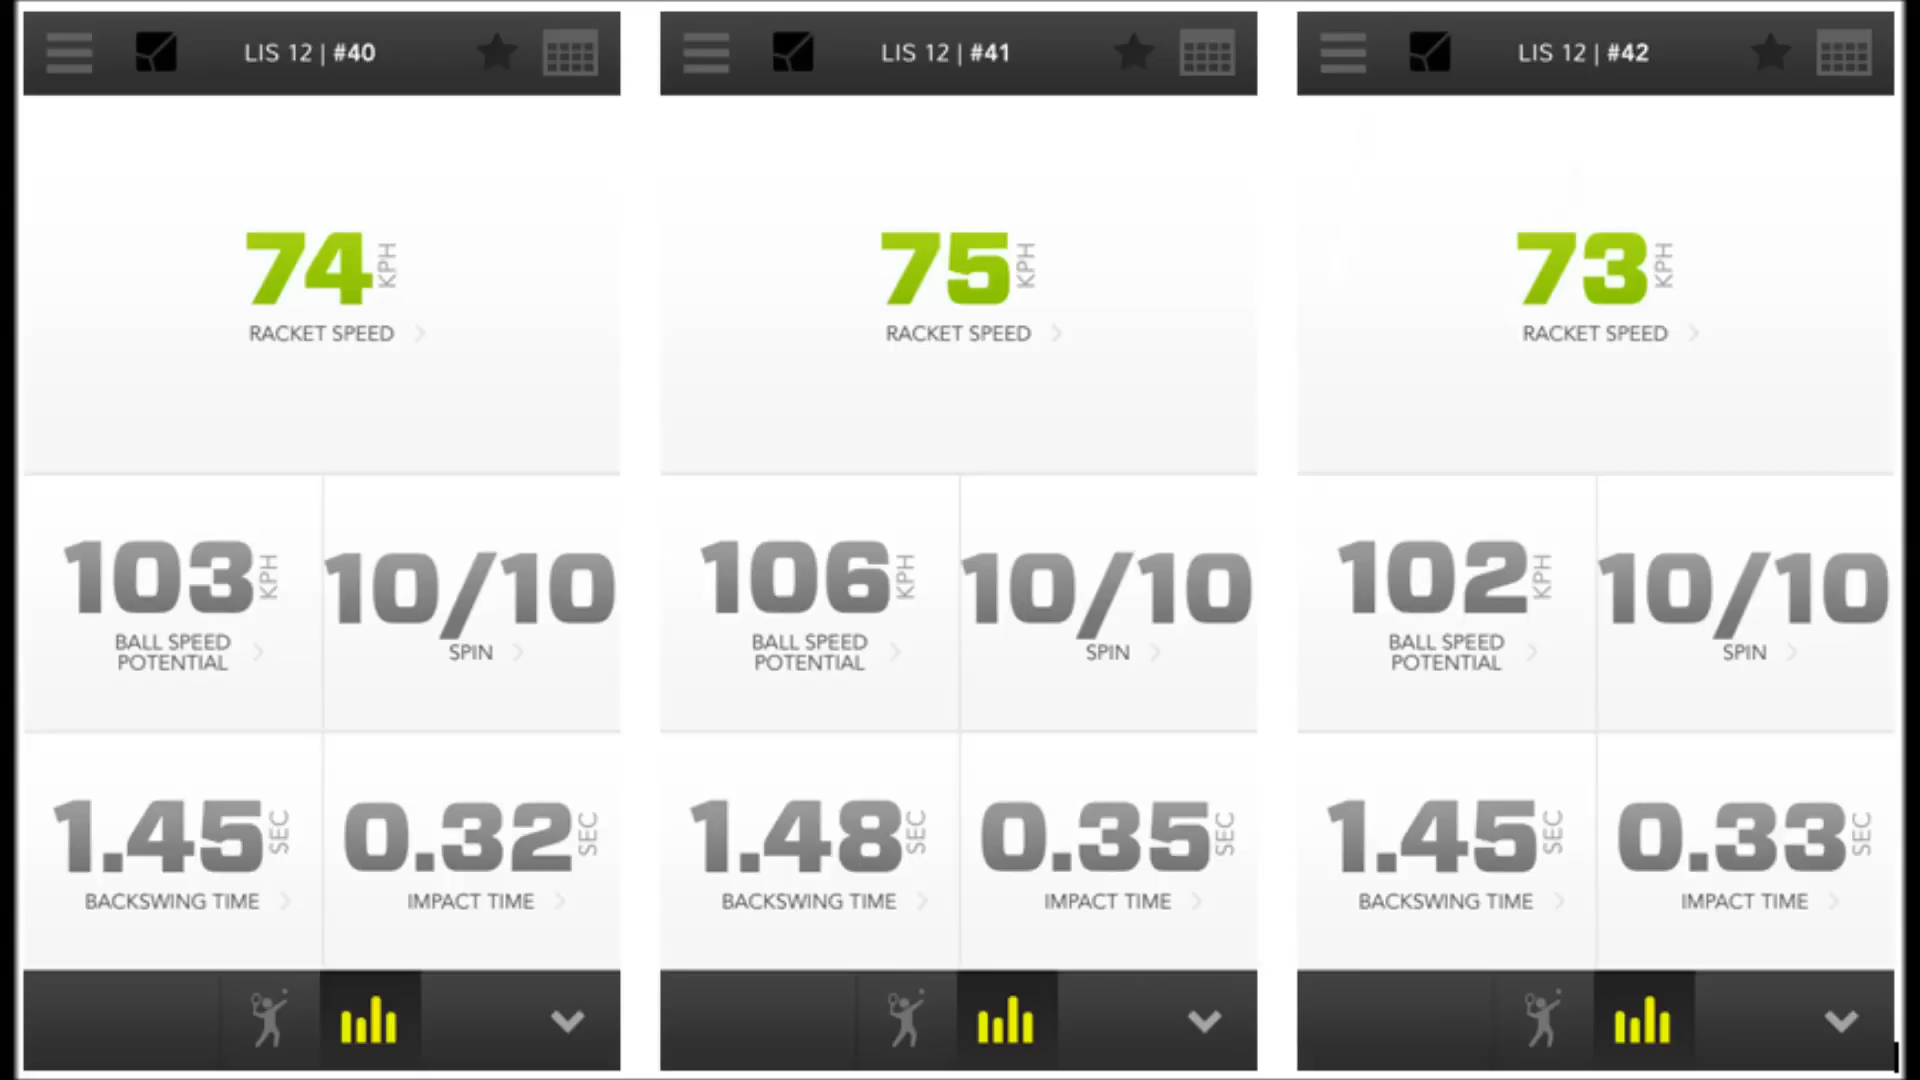 LIS 12 | #40
74 KPH
RACKET SPEED
103 KPH
BALL SPEED
POTENTIAL
10/10
SPIN
1.45 SEC
BACKSWING TIME
0.32 SEC
IMPACT TIME
LIS 12 | #41
75 KPH
RACKET SPEED
106 KPH
BALL SPEED
POTENTIAL
10/10
SPIN
1.48 SEC
BACKSWING TIME
0.35 SEC
IMPACT TIME
LIS 12 | #42
73 KPH
RACKET SPEED
102 KPH
BALL SPEED
POTENTIAL
10/10
SPIN
1.45 SEC
BACKSWING TIME
0.33 SEC
IMPACT TIME